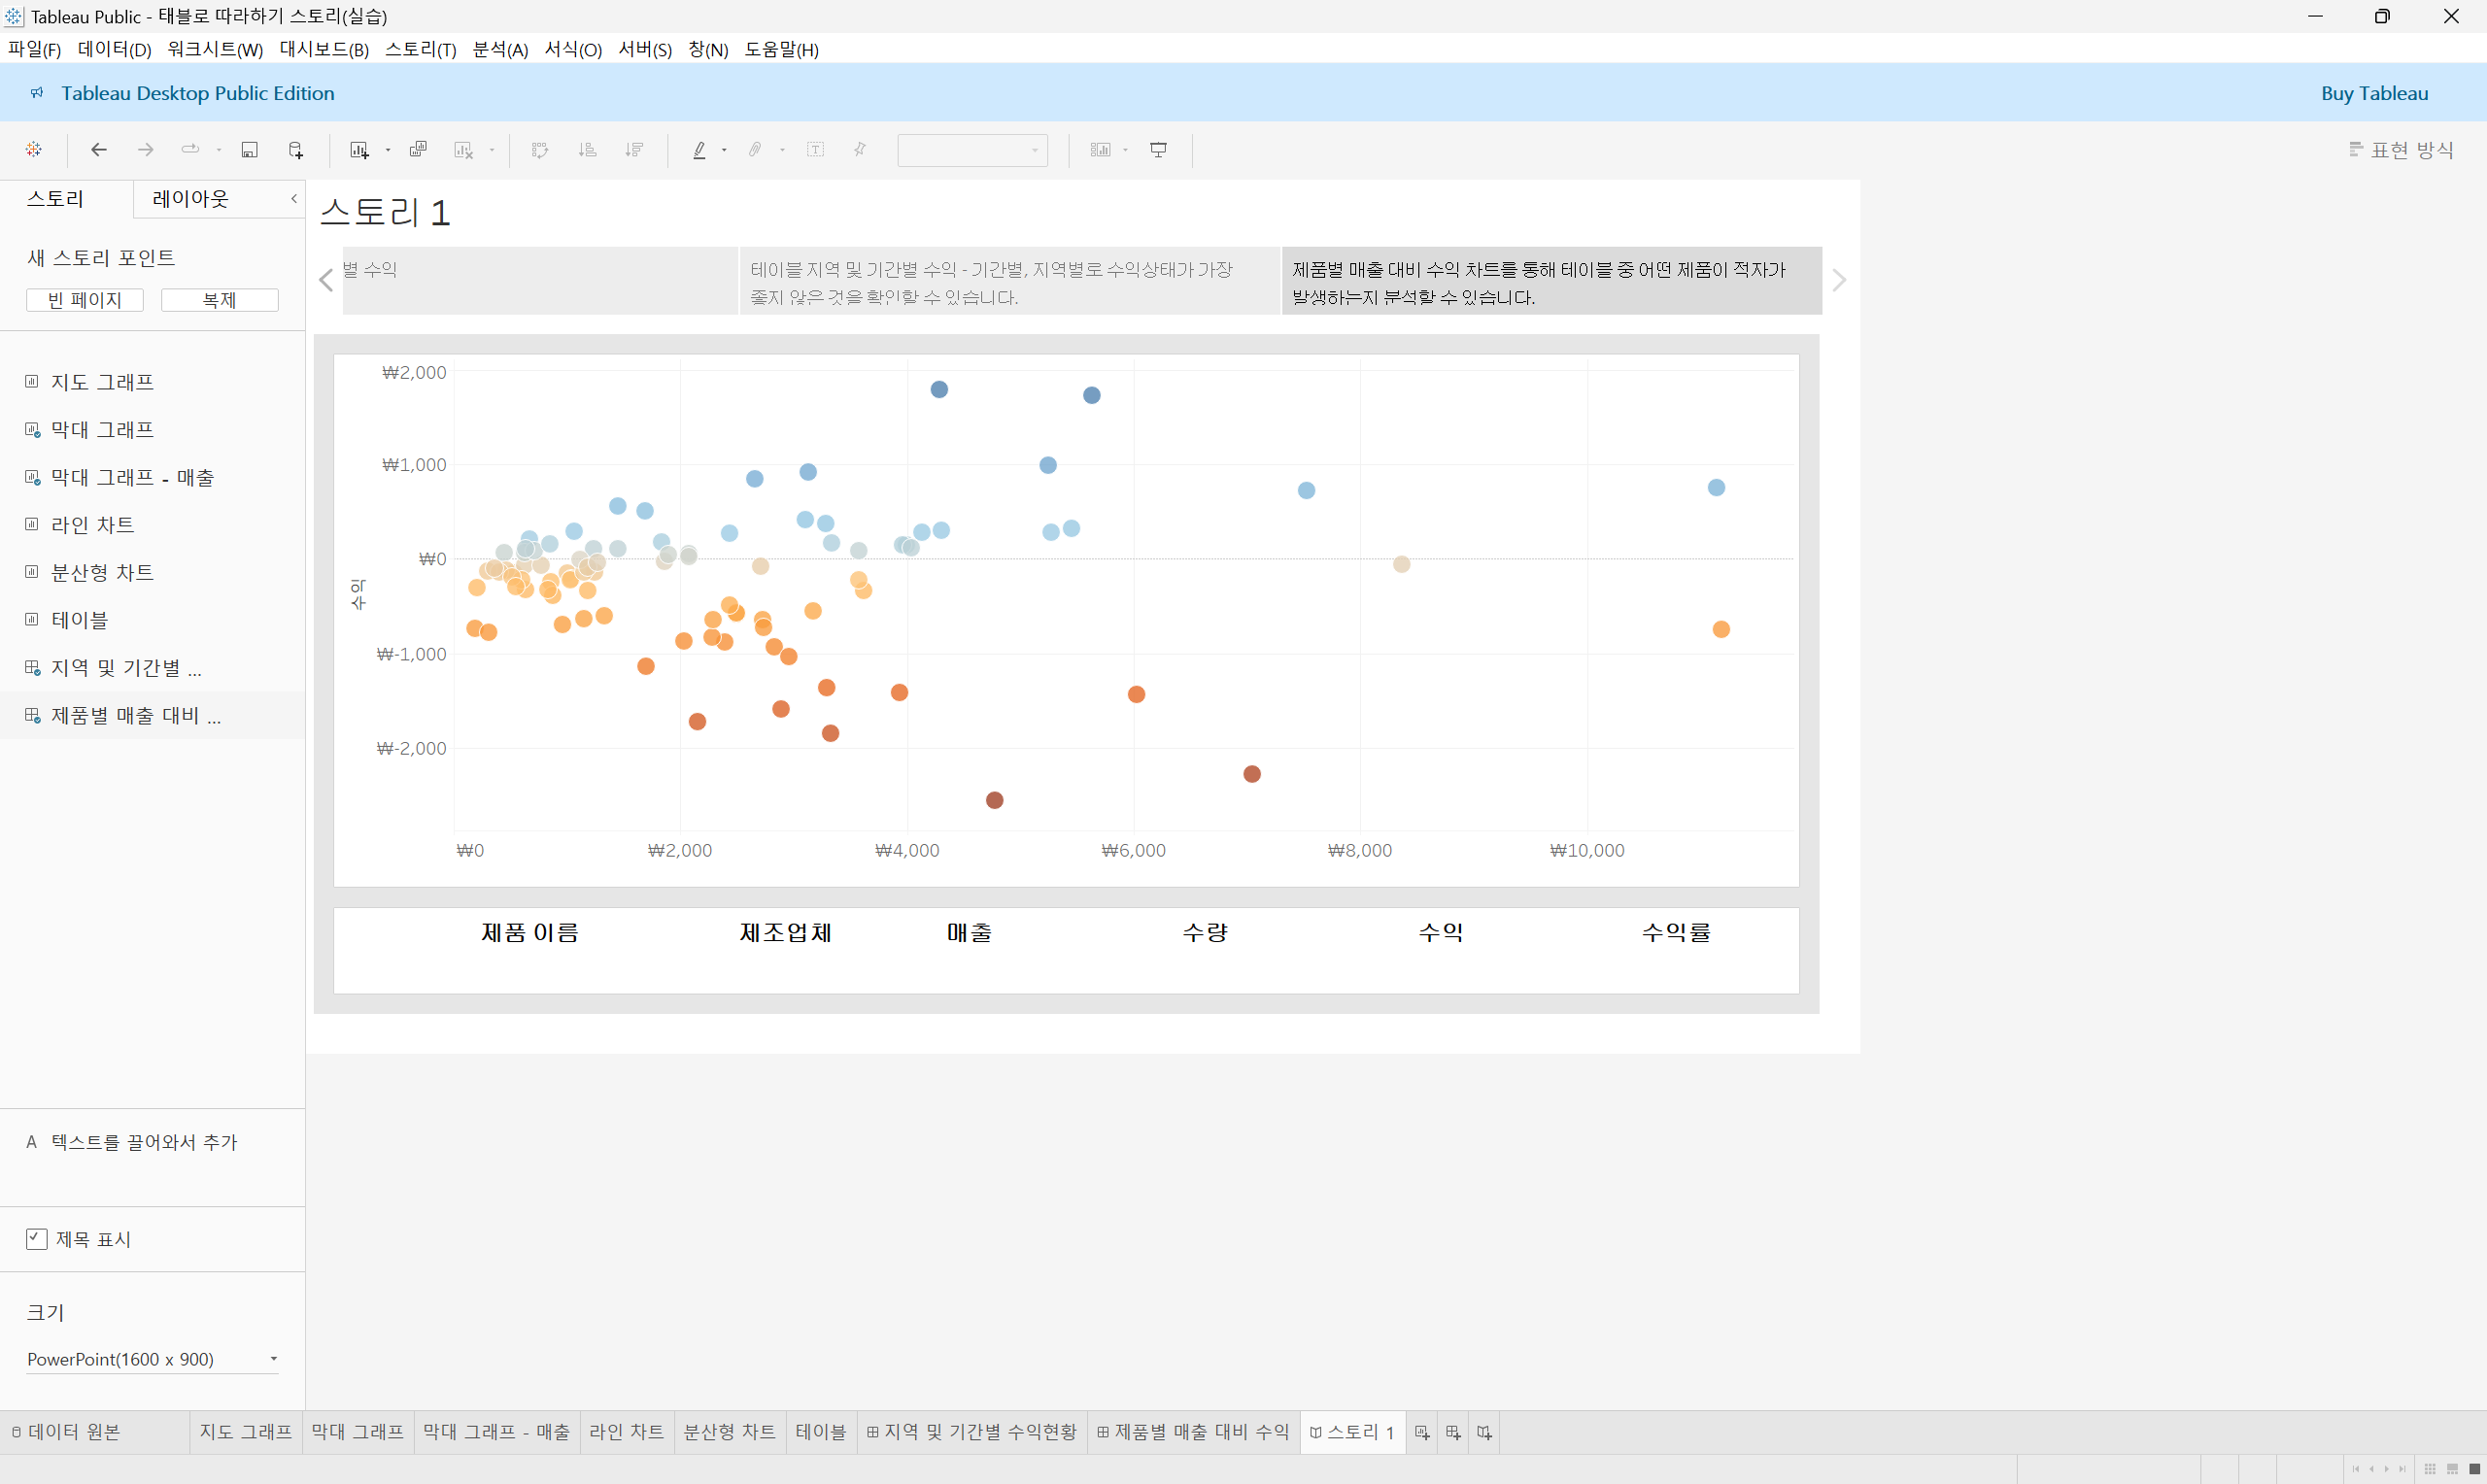 Tableau Public - 태블로 따라하기 스토리(실습)
파일(F) 데이터(D) 워크시트(W) 대시보드(B) 스토리(T) 분석(A) 서식(O) 서버(S) 창(N) 도움말(H)
Tableau Desktop Public Edition
Buy Tableau
표현 방식
스토리
레이아웃
새 스토리 포인트
빈 페이지
복제
지도 그래프
막대 그래프
막대 그래프 - 매출
라인 차트
분산형 차트
테이블
지역 및 기간별 ...
제품별 매출 대비 ...
A 텍스트를 끌어와서 추가
제목 표시
크기
PowerPoint(1600 x 900)
스토리 1
별 수익
테이블 지역 및 기간별 수익 - 기간별, 지역별로 수익상태가 가장
좋지 않은 것을 확인할 수 있습니다.
제품별 매출 대비 수익 차트를 통해 테이블 중 어떤 제품이 적자가
발생하는지 분석할 수 있습니다.
수익
₩2,000
₩1,000
₩0
₩-1,000
₩-2,000
₩0
₩2,000
₩4,000
₩6,000
₩8,000
₩10,000
제품 이름
제조업체
매출
수량
수익
수익률
데이터 원본
지도 그래프
막대 그래프
막대 그래프 - 매출
라인 차트
분산형 차트
테이블
지역 및 기간별 수익현황
제품별 매출 대비 수익
스토리 1